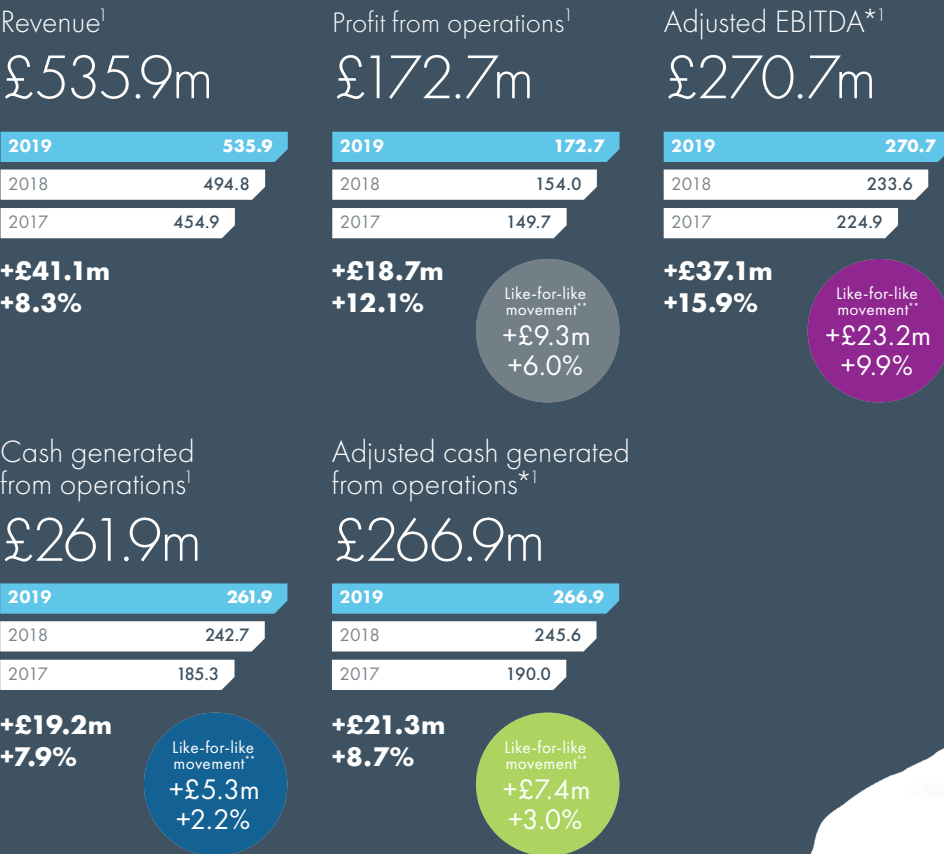 Revenue¹
£535.9m
2019 535.9
2018 494.8
2017 454.9
+£41.1m
+8.3%
Profit from operations¹
£172.7m
2019 172.7
2018 154.0
2017 149.7
+£18.7m
+12.1%
Like-for-like
movement**
+£9.3m
+6.0%
Adjusted EBITDA*¹
£270.7m
2019 270.7
2018 233.6
2017 224.9
+£37.1m
+15.9%
Like-for-like
movement**
+£23.2m
+9.9%
Cash generated
from operations¹
£261.9m
2019 261.9
2018 242.7
2017 185.3
+£19.2m
+7.9%
Like-for-like
movement**
+£5.3m
+2.2%
Adjusted cash generated
from operations*¹
£266.9m
2019 266.9
2018 245.6
2017 190.0
+£21.3m
+8.7%
Like-for-like
movement**
+£7.4m
+3.0%